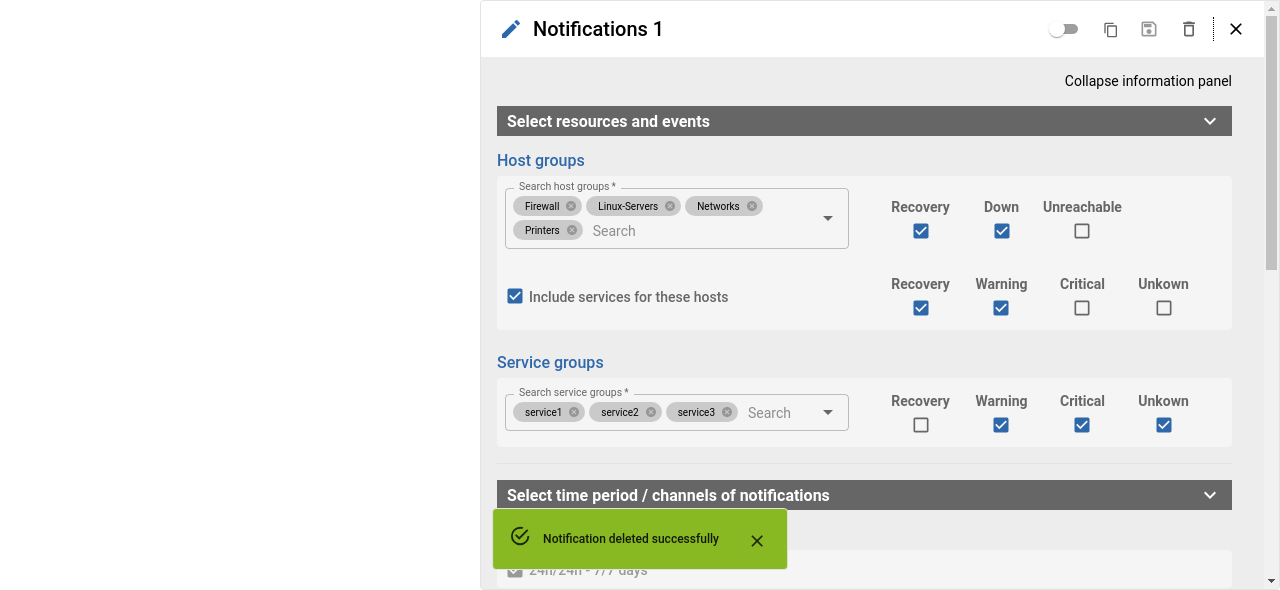 Notifications 1
Collapse information panel
Select resources and events
Host groups
Search host groups *
Firewall Linux-Servers Networks
Printers Search
Recovery Down Unreachable
Include services for these hosts
Recovery Warning Critical Unkown
Service groups
Search service groups *
service1 service2 service3 Search
Recovery Warning Critical Unkown
Select time period / channels of notifications
Notification deleted successfully
24h/24h - 7/7 days